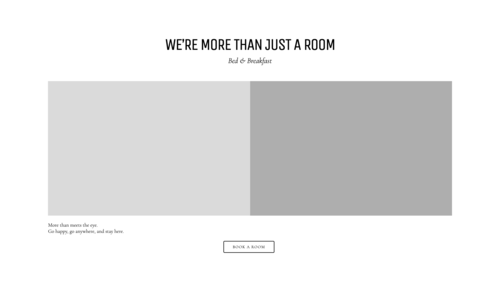 WE'RE MORE THAN JUST A ROOM
Bed & Breakfast
More than meets the eye.
Go happy, go anywhere, and stay here.
BOOK A ROOM